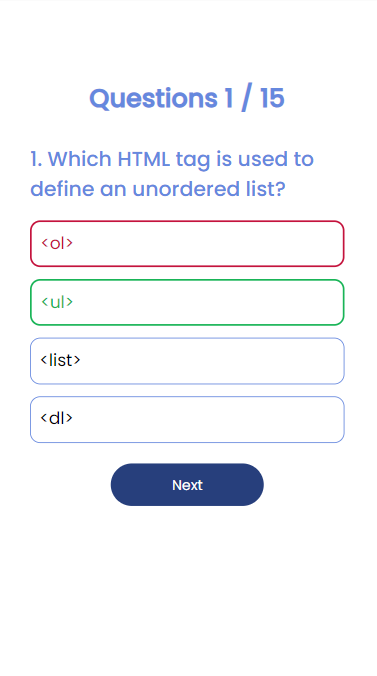 Questions 1 / 15
1. Which HTML tag is used to
define an unordered list?
<ol>
<ul>
<list>
<dl>
Next